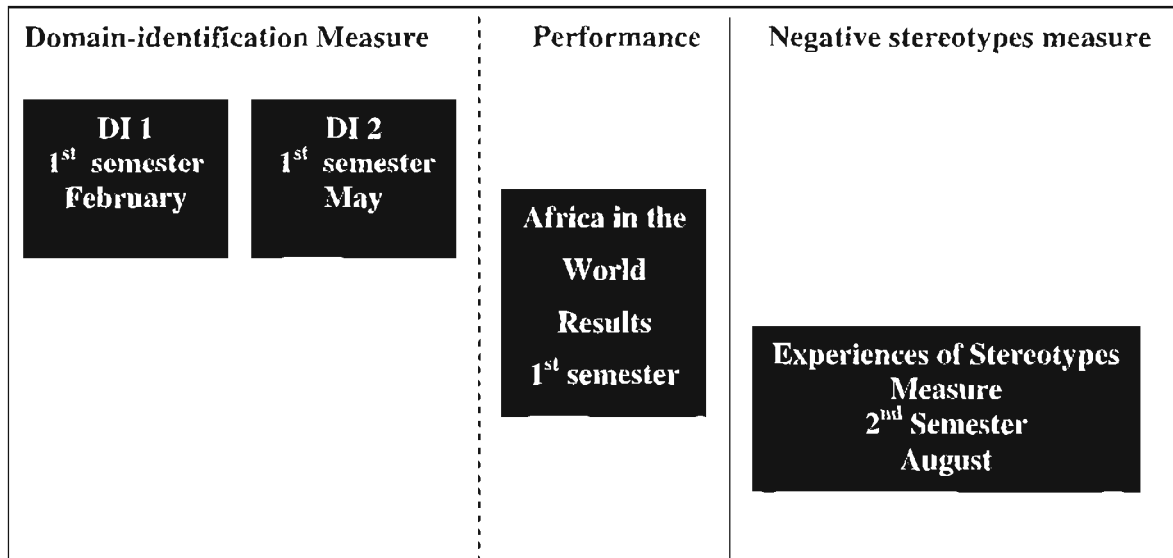 Domain-identification Measure
DI 1
1st semester
February
DI 2
1st semester
May
Performance
Africa in the
World
Results
1st semester
Negative stereotypes measure
Experiences of Stereotypes
Measure
2nd Semester
August